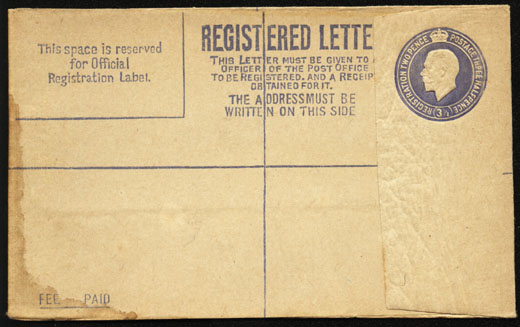 This space is reserved
for Official
Registration Label.
REGISTERED LETTE
THIS LETTER MUST BE GIVEN TO
OFFICER OF THE POST OFFICE
TO BE REGISTERED, AND A RECEIP
OBTAINED FOR IT.
THE ADDRESS MUST BE
WRITTEN ON THIS SIDE
REGISTRATION TWO PENCE POSTAGE THREE HALFPENCE
3½
FEE PAID